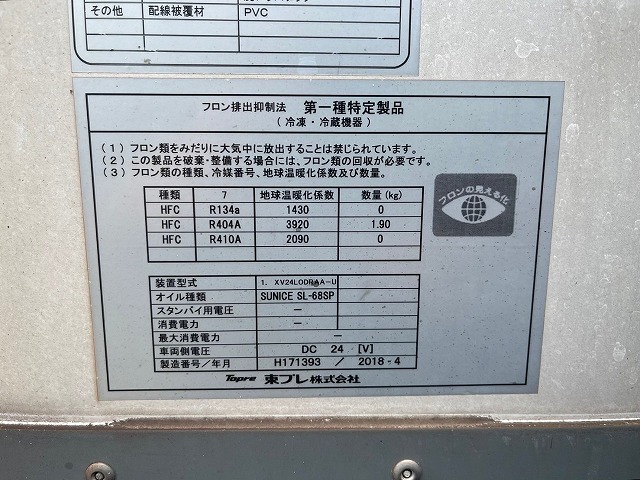 その他 配線被覆材 PVC
フロン排出抑制法 第一種特定製品
(冷凍・冷蔵機器)
(1) フロン類をみだりに大気中に放出することは禁じられています。
(2) この製品を廃棄・整備する場合には、フロン類の回収が必要です。
(3) フロン類の種類、冷媒番号、地球温暖化係数及び数量。
フロンの見える化
種類 7 地球温暖化係数 数量(kg)
HFC R134a 1430 0
HFC R404A 3920 1.90
HFC R410A 2090 0
装置型式 1. XV24LODRAA-U
オイル種類 SUNICE SL-68SP
スタンバイ用電圧 —
消費電力 —
最大消費電力 —
車両側電圧 DC 24 [V]
製造番号/年月 H171393 / 2018-4
Topre 東プレ株式会社